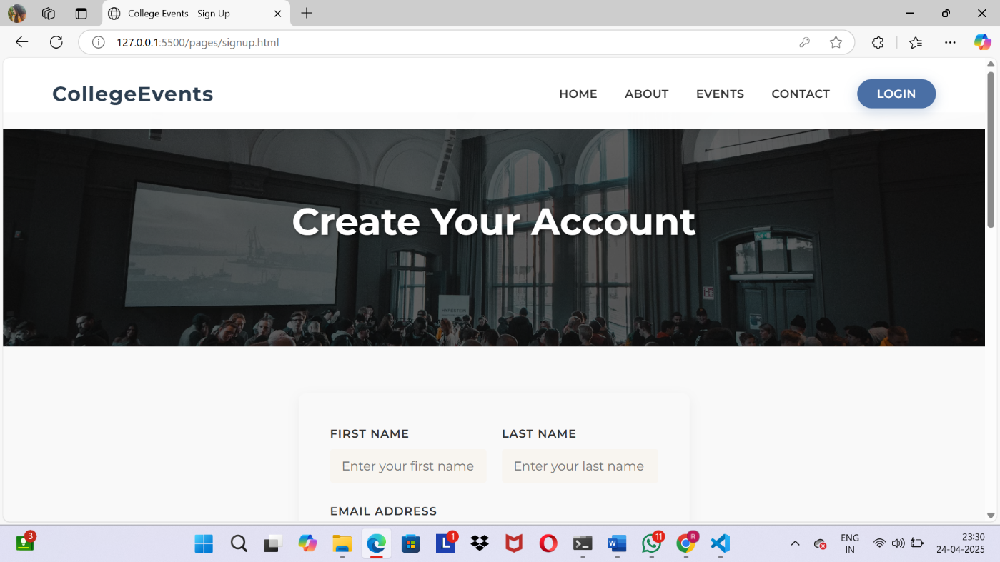 College Events - Sign Up
127.0.0.1:5500/pages/signup.html
CollegeEvents
HOME ABOUT EVENTS CONTACT LOGIN
Create Your Account
FIRST NAME LAST NAME
Enter your first name Enter your last name
EMAIL ADDRESS
3
L 1
W
11
R
ENG
IN
23:30
24-04-2025